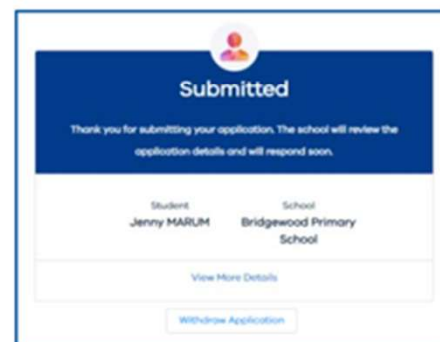 Submitted
Thank you for submitting your application. The school will review the
application details and will respond soon.
Student
School
Jenny MARUM
Bridgewood Primary
School
View More Details
Withdraw Application